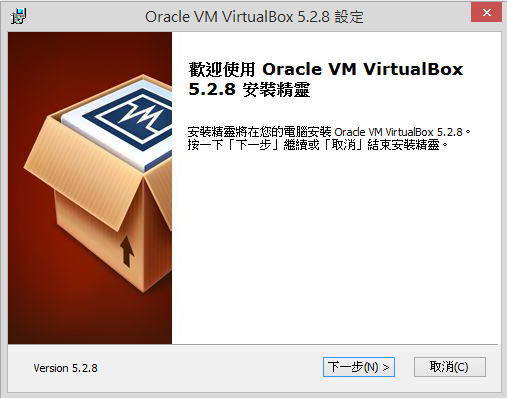 Oracle VM VirtualBox 5.2.8 設定
歡迎使用 Oracle VM VirtualBox
5.2.8 安裝精靈
安裝精靈將在您的電腦安裝 Oracle VM VirtualBox 5.2.8。
按一下「下一步」繼續或「取消」結束安裝精靈。
Version 5.2.8
下一步(N) >
取消(C)